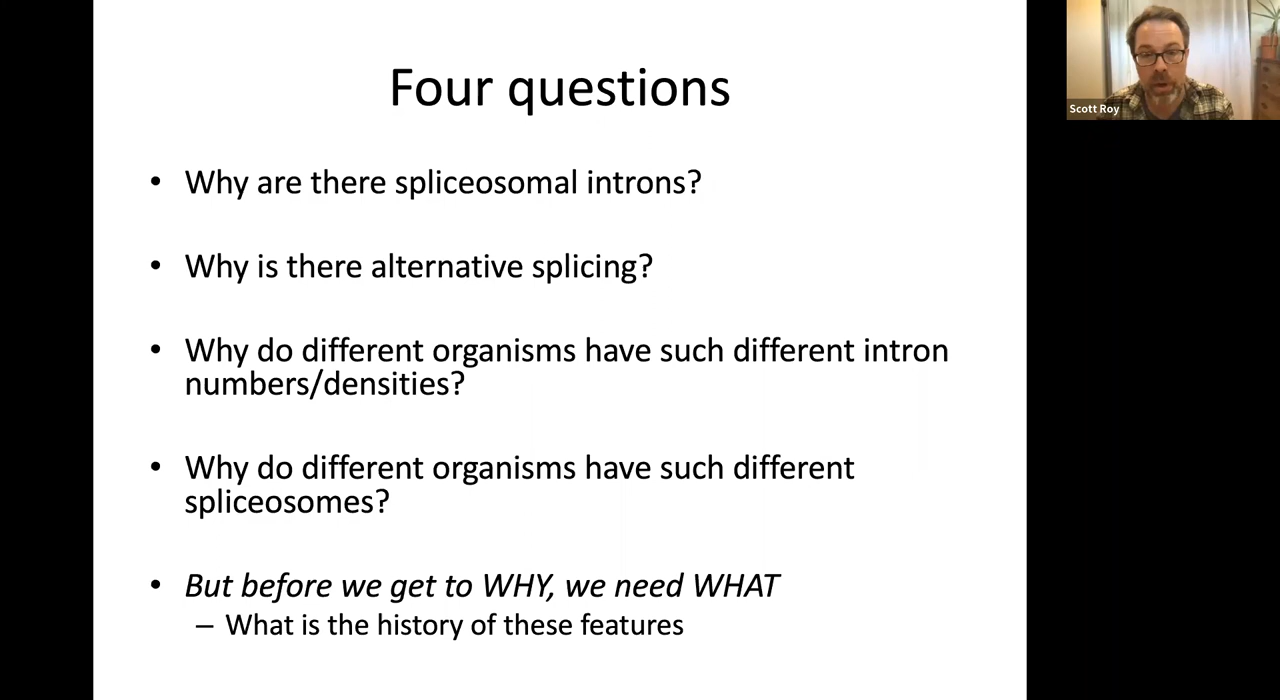 Four questions
Scott Roy
• Why are there spliceosomal introns?
• Why is there alternative splicing?
• Why do different organisms have such different intron
numbers/densities?
• Why do different organisms have such different
spliceosomes?
• But before we get to WHY, we need WHAT
– What is the history of these features